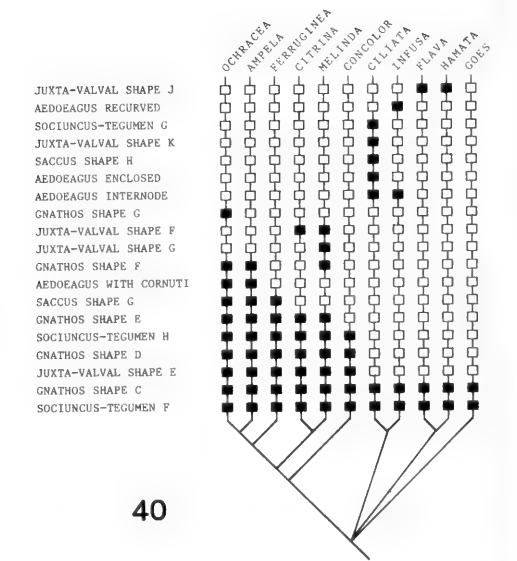 OCHRACEA
AMPELA
FERRUGINEA
CITRINA
MELINDA
CONCOLOR
CILIATA
INFUSA
FLAVA
HAMATA
GOES
JUXTA-VALVAL SHAPE J
AEDOEAGUS RECURVED
SOCIUNCUS-TEGUMEN G
JUXTA-VALVAL SHAPE K
SACCUS SHAPE H
AEDOEAGUS ENCLOSED
AEDOEAGUS INTERNODE
GNATHOS SHAPE G
JUXTA-VALVAL SHAPE F
JUXTA-VALVAL SHAPE G
GNATHOS SHAPE F
AEDOEAGUS WITH CORNUTI
SACCUS SHAPE G
GNATHOS SHAPE E
SOCIUNCUS-TEGUMEN H
GNATHOS SHAPE D
JUXTA-VALVAL SHAPE E
GNATHOS SHAPE C
SOCIUNCUS-TEGUMEN F
40